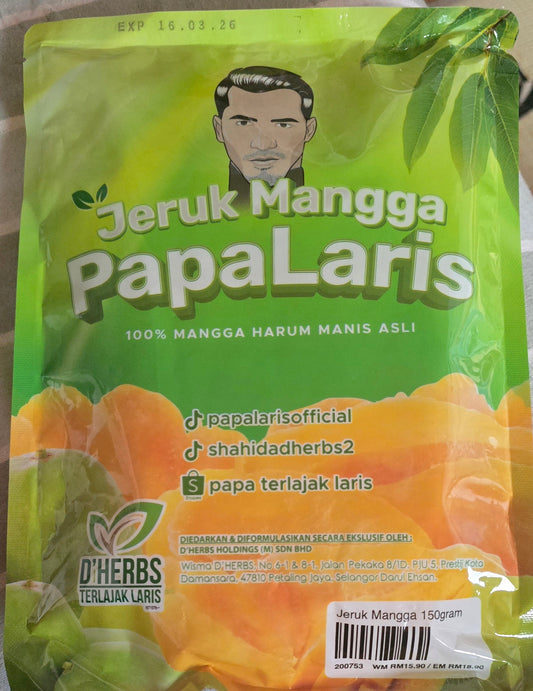 EXP 16.03.26
Jeruk Mangga
PapaLaris
100% MANGGA HARUM MANIS ASLI
papalarisofficial
shahidadherbs2
papa terlajak laris
D'HERBS
TERLAJAK LARIS
DIEDARKAN & DIFORMULASIKAN SECARA EKSLUSIF OLEH :
D'HERBS HOLDINGS (M) SDN BHD
Wisma D'HERBS, No 6-1 & 8-1, Jalan Pekaka 8/1D, PJU 5, Presti Kota
Damansara, 47810 Petaling Jaya, Selangor Darul Ehsan.
Jeruk Mangga 150gram
200753 WM RM15.90 / EM RM18.90